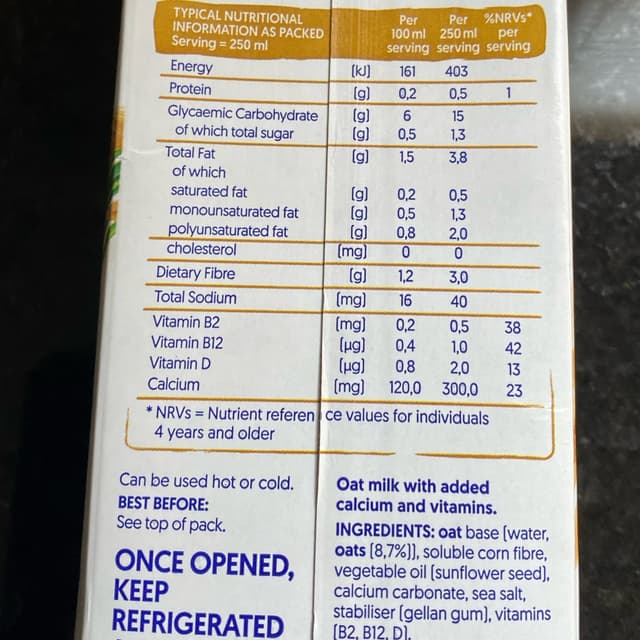 TYPICAL NUTRITIONAL INFORMATION AS PACKED
Serving = 250 ml
Per 100 ml serving Per 250 ml serving %NRVs* per serving
Energy (kJ) 161 403
Protein (g) 0,2 0,5 1
Glycaemic Carbohydrate (g) 6 15
of which total sugar (g) 0,5 1,3
Total Fat (g) 1,5 3,8
of which
saturated fat (g) 0,2 0,5
monounsaturated fat (g) 0,5 1,3
polyunsaturated fat (g) 0,8 2,0
cholesterol (mg) 0 0
Dietary Fibre (g) 1,2 3,0
Total Sodium (mg) 16 40
Vitamin B2 (mg) 0,2 0,5 38
Vitamin B12 (µg) 0,4 1,0 42
Vitamin D (µg) 0,8 2,0 13
Calcium (mg) 120,0 300,0 23
* NRVs = Nutrient reference values for individuals
4 years and older
Can be used hot or cold.
BEST BEFORE:
See top of pack.
ONCE OPENED,
KEEP
REFRIGERATED
Oat milk with added
calcium and vitamins.
INGREDIENTS: oat base (water,
oats (8,7%)), soluble corn fibre,
vegetable oil (sunflower seed),
calcium carbonate, sea salt,
stabiliser (gellan gum), vitamins
(B2, B12, D).